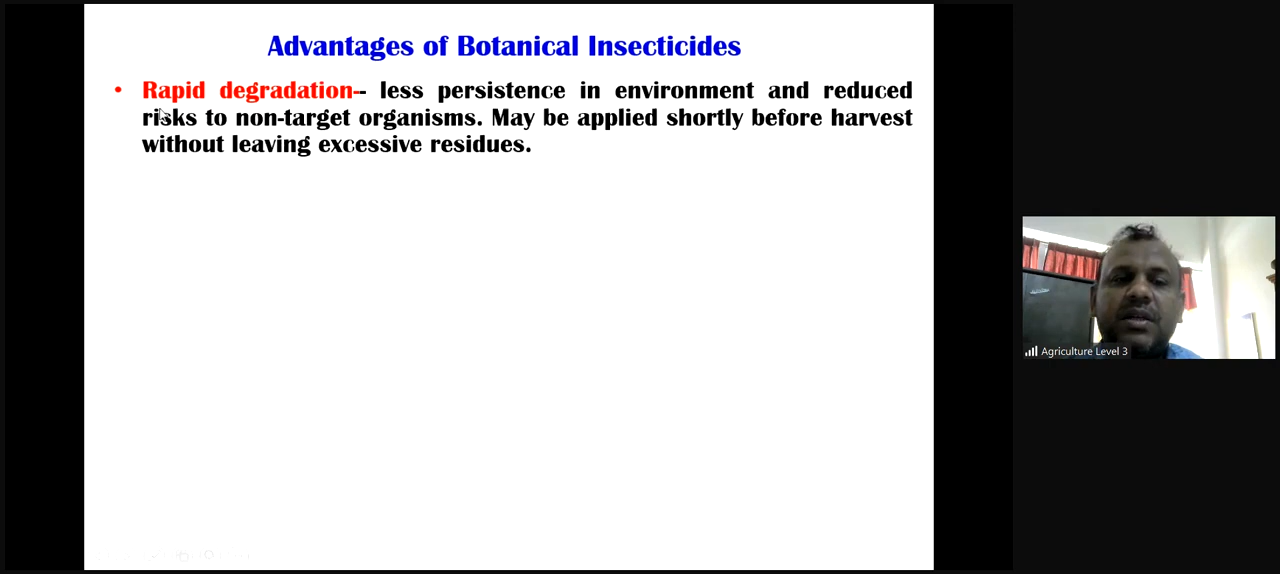 Advantages of Botanical Insecticides
• Rapid degradation-- less persistence in environment and reduced
risks to non-target organisms. May be applied shortly before harvest
without leaving excessive residues.
Agriculture Level 3